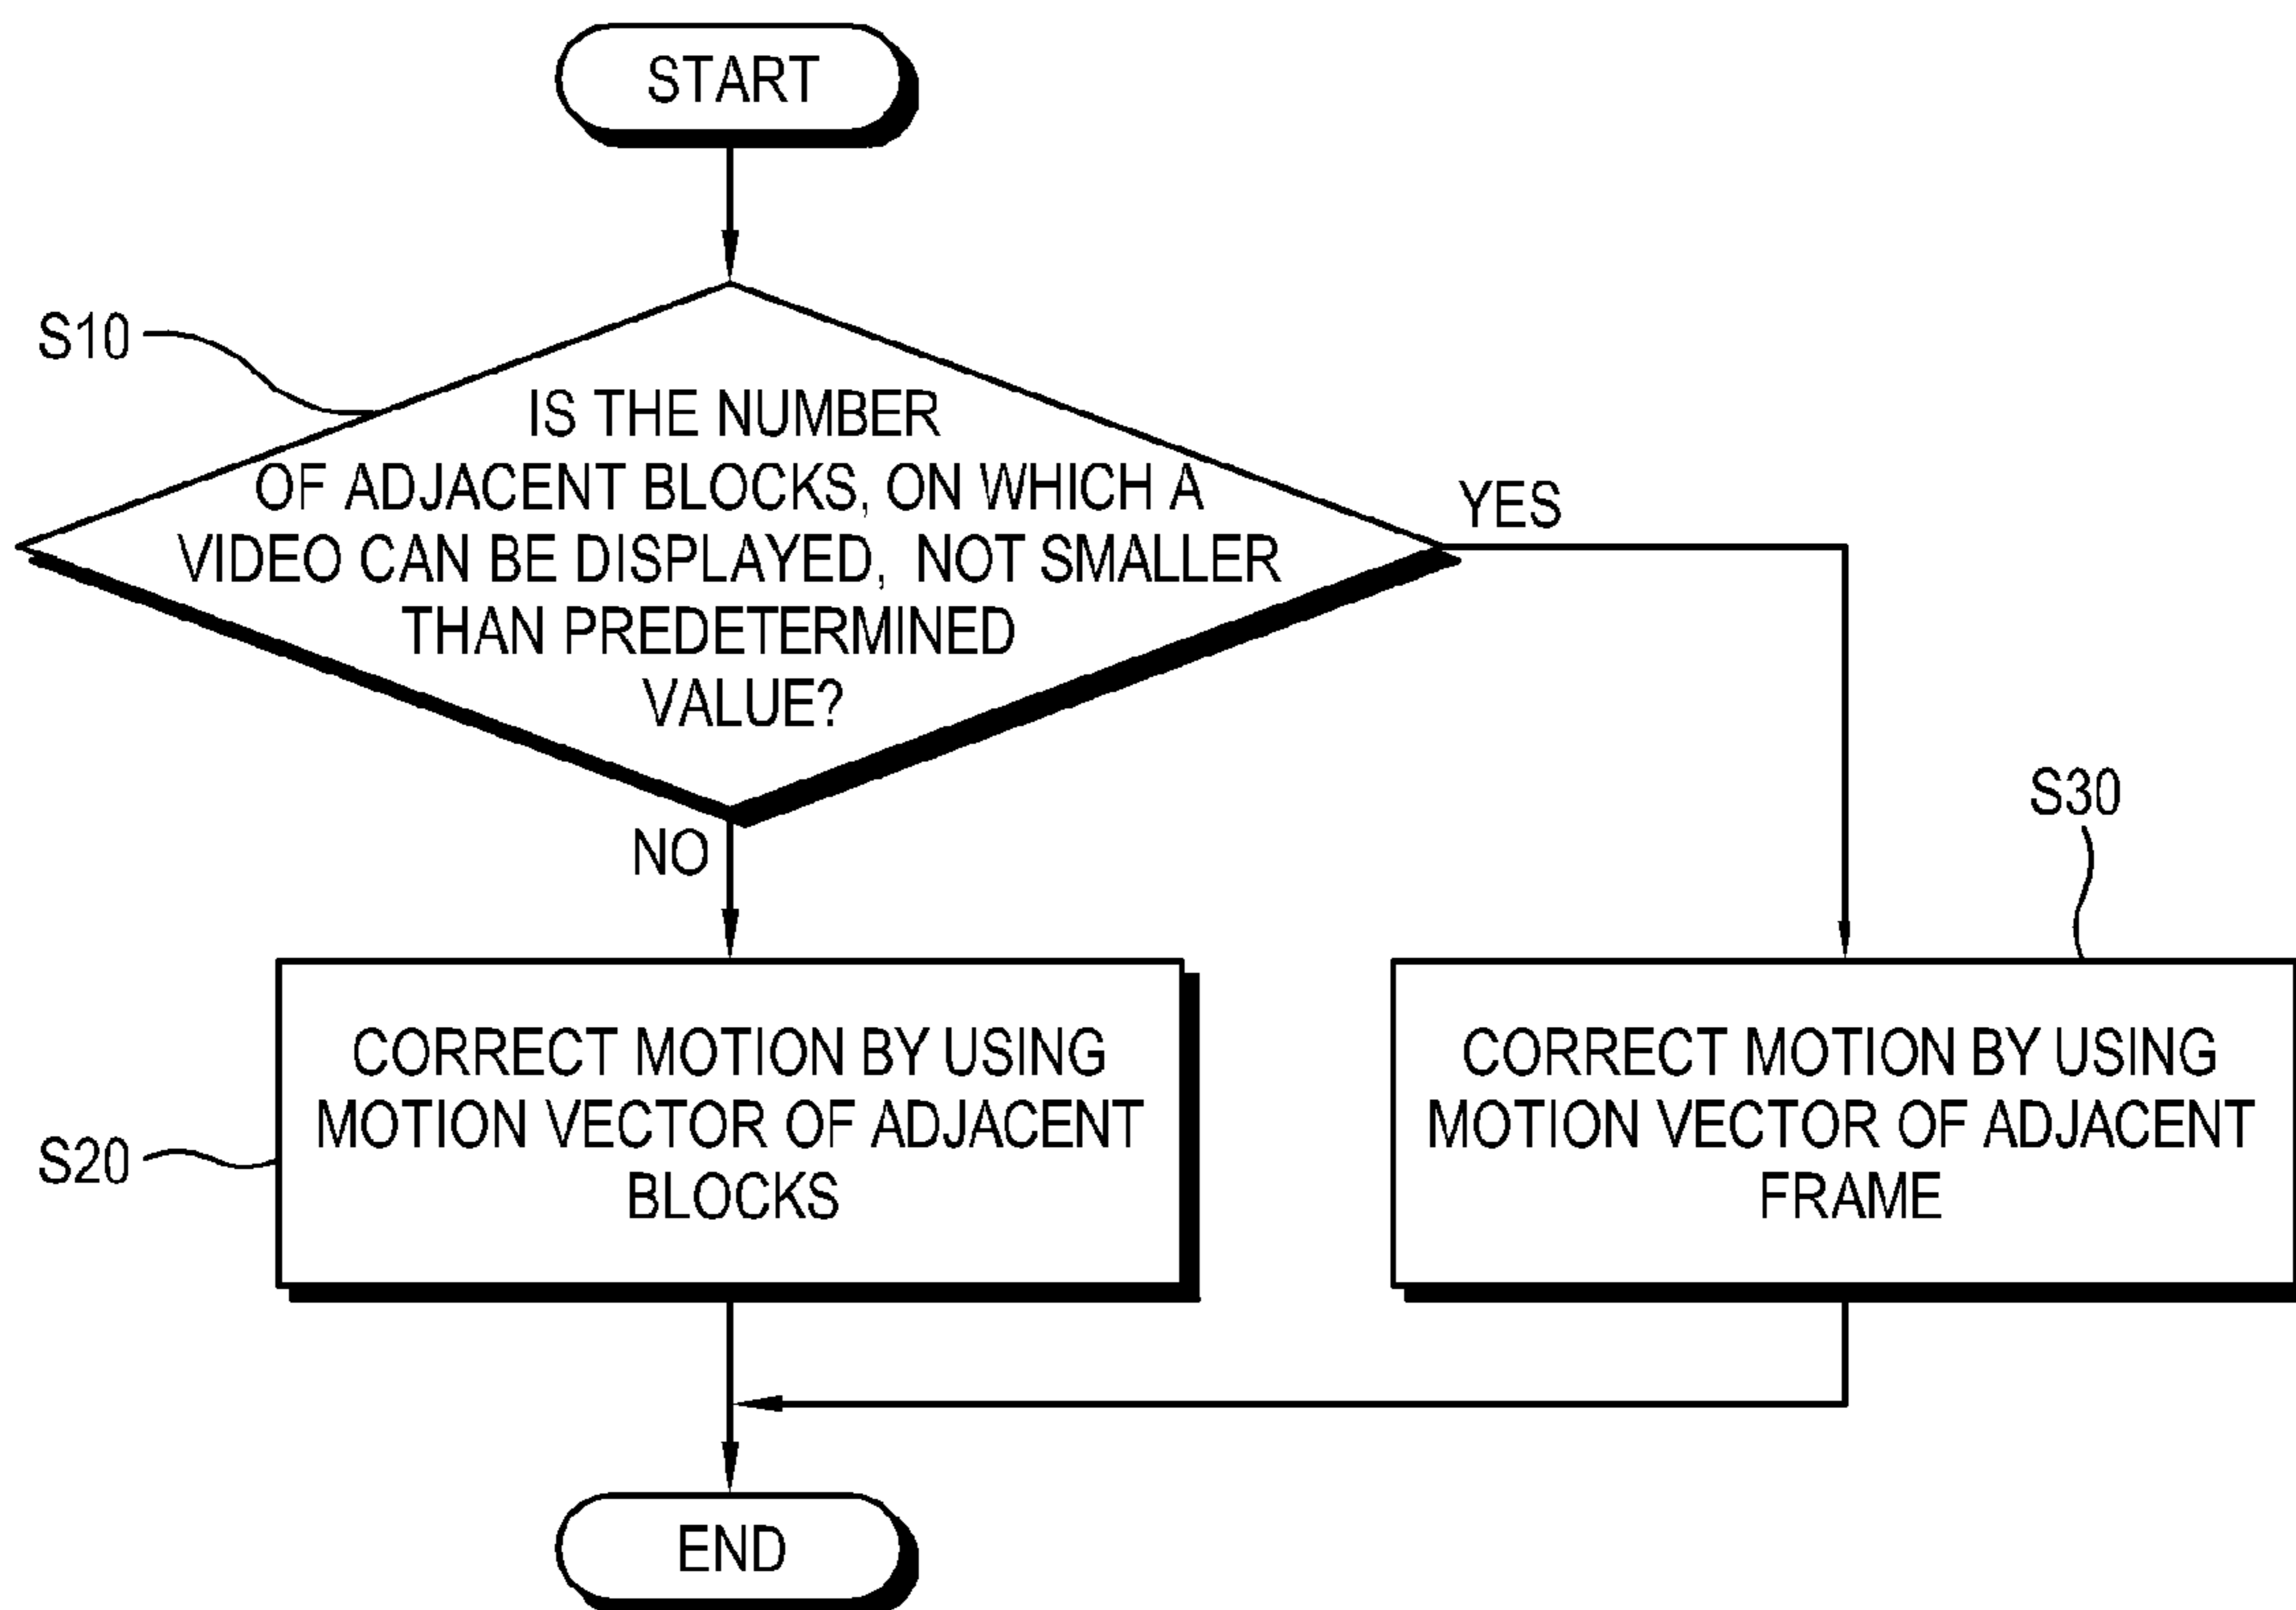 START
S10
IS THE NUMBER
OF ADJACENT BLOCKS, ON WHICH A
VIDEO CAN BE DISPLAYED, NOT SMALLER
THAN PREDETERMINED
VALUE?
YES
NO
S30
CORRECT MOTION BY USING
MOTION VECTOR OF ADJACENT
BLOCKS
S20
CORRECT MOTION BY USING
MOTION VECTOR OF ADJACENT
FRAME
END